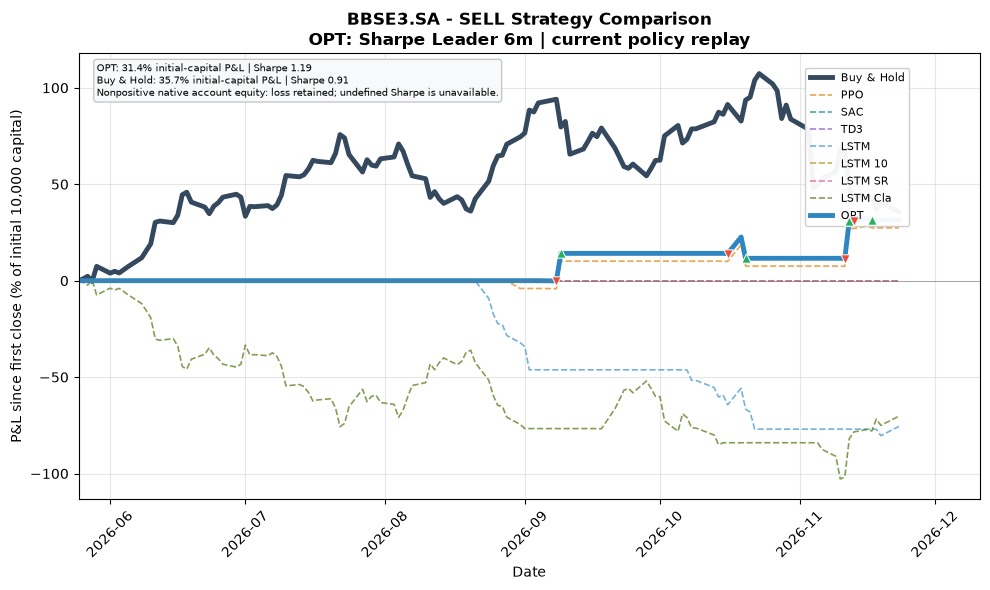 BBSE3.SA - SELL Strategy Comparison
OPT: Sharpe Leader 6m | current policy replay
OPT: 31.4% initial-capital P&L | Sharpe 1.19
Buy & Hold: 35.7% initial-capital P&L | Sharpe 0.91
Nonpositive native account equity: loss retained; undefined Sharpe is unavailable.
Buy & Hold
PPO
SAC
TD3
LSTM
LSTM 10
LSTM SR
LSTM Cla
OPT
P&L since first close (% of initial 10,000 capital)
100
50
0
−50
−100
2026-06
2026-07
2026-08
2026-09
2026-10
2026-11
2026-12
Date